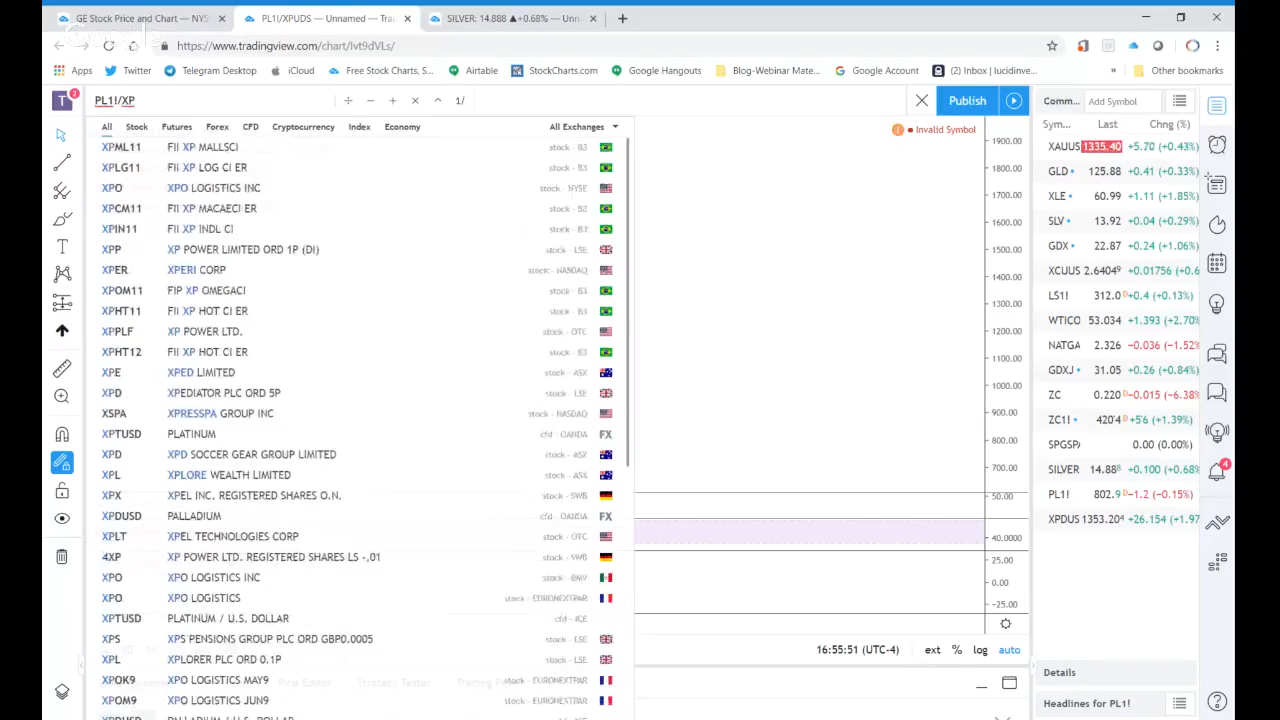 GE Stock Price and Chart — NYS
PL1!/XPUDS — Unnamed — Tra
SILVER: 14.888 ▲+0.68% — Unn
https://www.tradingview.com/chart/lvt9dVLs/
Apps Twitter Telegram Desktop iCloud Free Stock Charts, S... Airtable StockCharts.com Google Hangouts Blog-Webinar Mate... Google Account (2) Inbox | lucidinve... » Other bookmarks
T 2 PL1!/XP ÷ − + × ^ 1/ Publish
Comm... Add Symbol
All Stock Futures Forex CFD Cryptocurrency Index Economy All Exchanges
Invalid Symbol
Sym... Last Chng (%)
XPML11 FII XP MALLSCI stock - B3
XPLG11 FII XP LOG CI ER stock - B3
XPO XPO LOGISTICS INC stock - NYSE
XPCM11 FII XP MACAECI ER stock - B3
XPIN11 FII XP INDL CI stock - B3
XPP XP POWER LIMITED ORD 1P (DI) stock - LSE
XPER XPERI CORP stock - NASDAQ
XPOM11 FIP XP OMEGACI stock - B3
XPHT11 FII XP HOT CI ER stock - B3
XPPLF XP POWER LTD. stock - OTC
XPHT12 FII XP HOT CI ER stock - B3
XPE XPED LIMITED stock - ASX
XPD XPEDIATOR PLC ORD 5P stock - LSE
XSPA XPRESSPA GROUP INC stock - NASDAQ
XPTUSD PLATINUM cfd - OANDA FX
XPD XPD SOCCER GEAR GROUP LIMITED stock - ASX
XPL XPLORE WEALTH LIMITED stock - ASX
XPX XPEL INC. REGISTERED SHARES O.N. stock - SWB
XPDUSD PALLADIUM cfd - OANDA FX
XPLT XPEL TECHNOLOGIES CORP stock - OTC
4XP XP POWER LTD. REGISTERED SHARES LS -,01 stock - SWB
XPO XPO LOGISTICS INC stock - BMV
XPO XPO LOGISTICS stock - EURONEXTPAR
XPTUSD PLATINUM / U.S. DOLLAR cfd - ICE
XPS XPS PENSIONS GROUP PLC ORD GBP0.0005 stock - LSE
XPL XPLORER PLC ORD 0.1P stock - LSE
XPOK9 XPO LOGISTICS MAY9 stock - EURONEXTPAR
XPOM9 XPO LOGISTICS JUN9 stock - EURONEXTPAR
Pine Editor Strategy Tester
1900.00
1800.00
1700.00
1600.00
1500.00
1400.00
1300.00
1200.00
1100.00
1000.00
900.00
800.00
700.00
50.00
40.0000
25.00
0.00
−25.00
16:55:51 (UTC-4) ext % log auto
XAUUS 1335.40 +5.70 (+0.43%)
GLD 125.88 +0.41 (+0.33%)
XLE 60.99 +1.11 (+1.85%)
SLV 13.92 +0.04 (+0.29%)
GDX 22.87 +0.24 (+1.06%)
XCUUS 2.6404⁹ +0.01756 (+0.6
LS1! 312.0 D +0.4 (+0.13%)
WTICO 53.034 +1.393 (+2.70%
NATGA 2.326 −0.036 (−1.52%
GDXJ 31.05 +0.26 (+0.84%)
ZC 0.220 D −0.015 (−6.38%
ZC1! 420'4 D +5'6 (+1.39%)
SPGSP 0.00 (0.00%)
SILVER 14.88⁸ +0.100 (+0.68%
PL1! 802.9 D −1.2 (−0.15%)
XPDUS 1353.20⁴ +26.154 (+1.97
4
Details
Headlines for PL1!